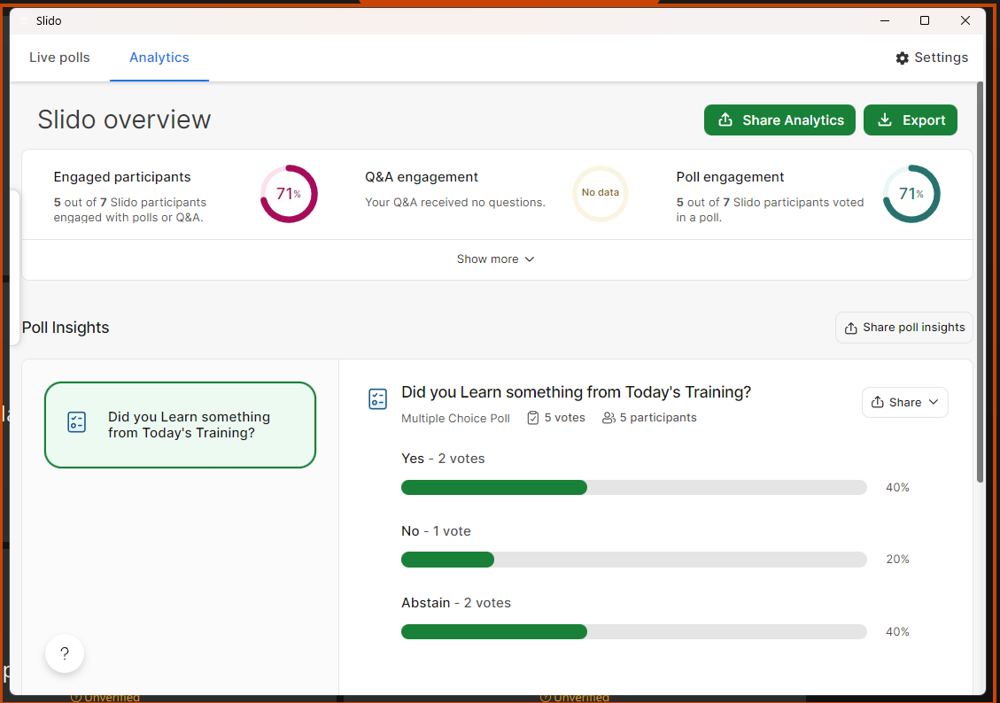 Slido
Live polls
Analytics
Settings
Slido overview
Share Analytics
Export
Engaged participants
5 out of 7 Slido participants
engaged with polls or Q&A.
71%
Q&A engagement
Your Q&A received no questions.
No data
Poll engagement
5 out of 7 Slido participants voted
in a poll.
71%
Show more
Poll Insights
Share poll insights
Did you Learn something
from Today's Training?
Did you Learn something from Today's Training?
Multiple Choice Poll
5 votes
5 participants
Share
Yes - 2 votes
40%
No - 1 vote
20%
Abstain - 2 votes
40%
?
Unverified
Unverified